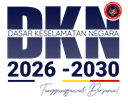 DKN
DASAR KESELAMATAN NEGARA
2026 -2030
Tanggungjawab Bersama!